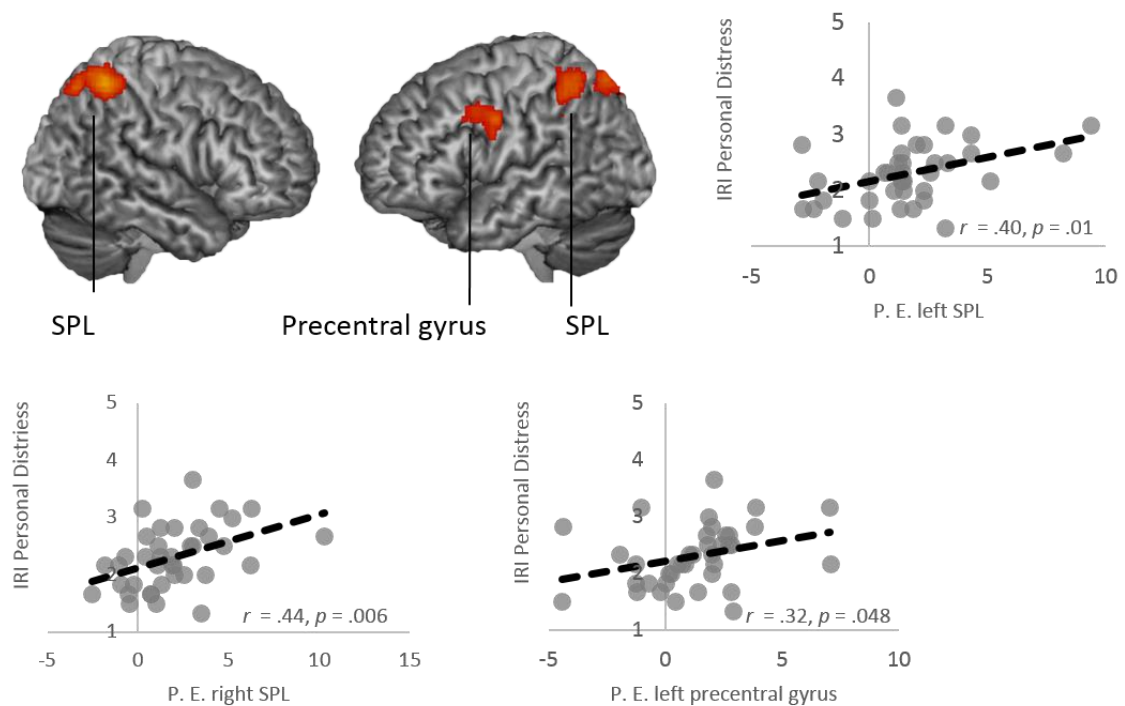 SPL
Precentral gyrus
SPL
IRI Personal Distress
5
4
3
2
1
r = .40, p = .01
-5
0
5
10
P. E. left SPL
IRI Personal Distriess
5
4
3
2
1
r = .44, p = .006
-5
0
5
10
15
P. E. right SPL
IRI Personal Distress
5
4
3
2
1
r = .32, p = .048
-5
0
5
10
P. E. left precentral gyrus